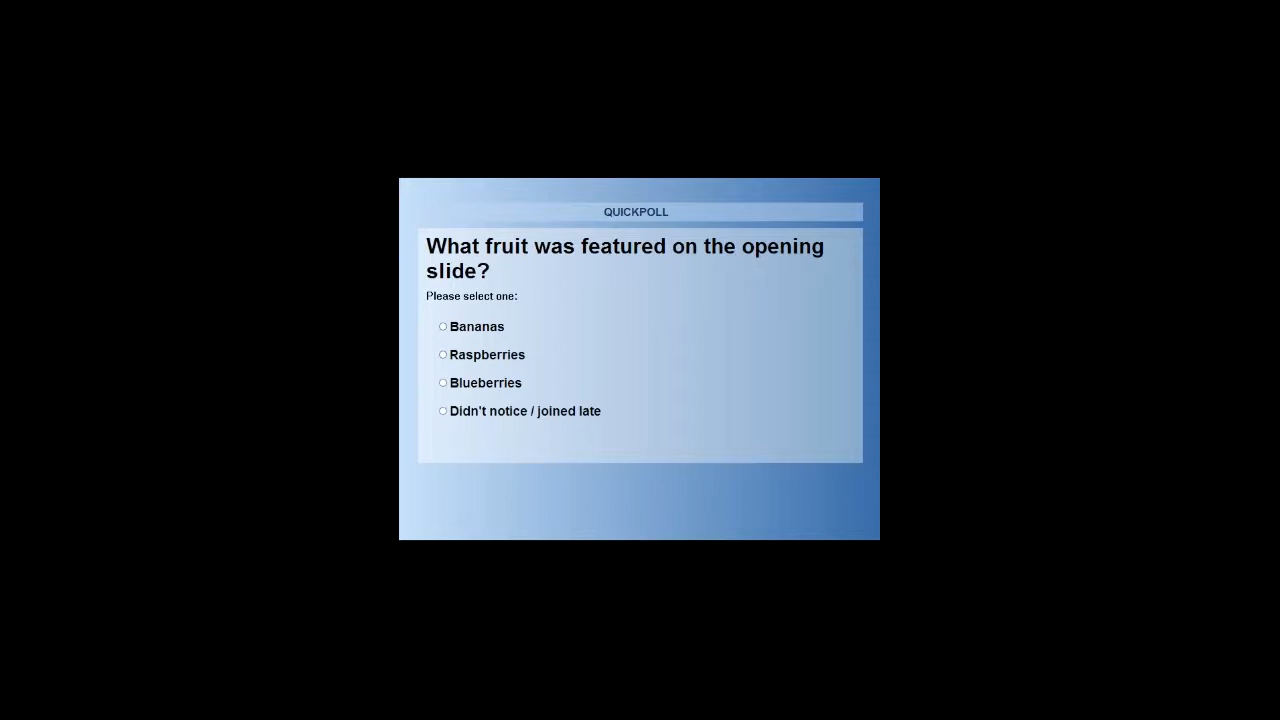 QUICKPOLL
What fruit was featured on the opening
slide?
Please select one:
Bananas
Raspberries
Blueberries
Didn't notice / joined late